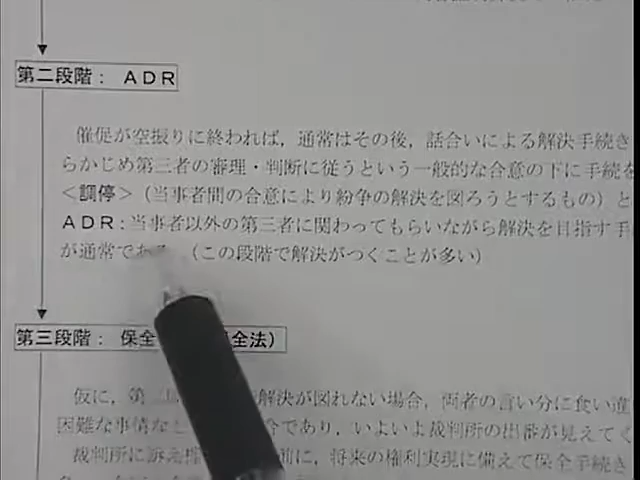 第二段階： ＡＤＲ
催促が空振りに終われば，通常はその後，話合いによる解決手続き
らかじめ第三者の審理・判断に従うという一般的な合意の下に手続を
＜調停＞（当事者間の合意により紛争の解決を図ろうとするもの）と
ＡＤＲ：当事者以外の第三者に関わってもらいながら解決を目指す手
が通常である （この段階で解決がつくことが多い）
第三段階： 保全 全法）
仮に，第二 解決が図れない場合，両者の言い分に食い違
困難な事情な 合であり，いよいよ裁判所の出番が見えてく
裁判所に訴え 前に，将来の権利実現に備えて保全手続き